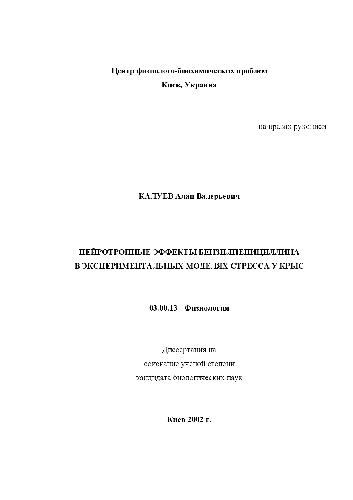 Центр физиолого-биохимических проблем
Киев, Украина
на правах рукописи
КАЛУЕВ Алан Валерьевич
НЕЙРОТРОПНЫЕ ЭФФЕКТЫ БЕНЗИЛПЕНИЦИЛЛИНА
В ЭКСПЕРИМЕНТАЛЬНЫХ МОДЕЛЯХ СТРЕССА У КРЫС
03.00.13 – Физиология
Диссертация на
соискание ученой степени
кандидата биологических наук
Киев 2002 г.